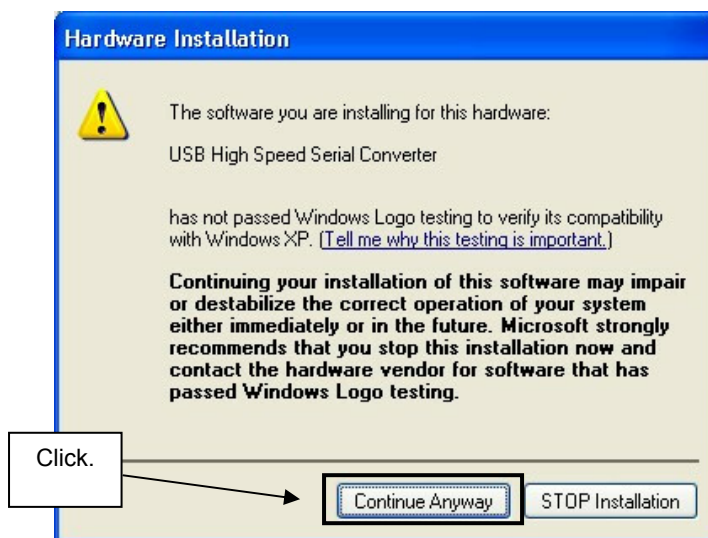 Hardware Installation
The software you are installing for this hardware:
USB High Speed Serial Converter
has not passed Windows Logo testing to verify its compatibility
with Windows XP. (Tell me why this testing is important.)
Continuing your installation of this software may impair
or destabilize the correct operation of your system
either immediately or in the future. Microsoft strongly
recommends that you stop this installation now and
contact the hardware vendor for software that has
passed Windows Logo testing.
Click.
Continue Anyway
STOP Installation